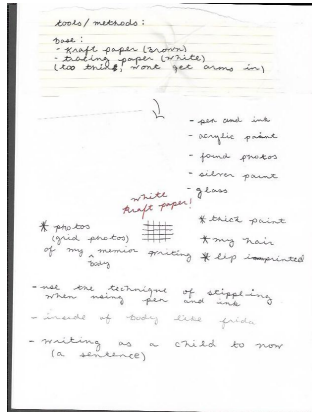 tools/methods:
base:
- Kraft paper (brown)
- tracing paper (white)
(too thin, wont get arms in)
- pen and ink
- acrylic paint
- found photos
- silver paint
- glass
white
Kraft paper!
* photos
(grid photos)
of my memior writing
^ body
* thick paint
* my hair
* lip imprinted
- use the technique of stippling
when using pen and ink
- inside of body like frida
- writing as a child to now
(a sentence)